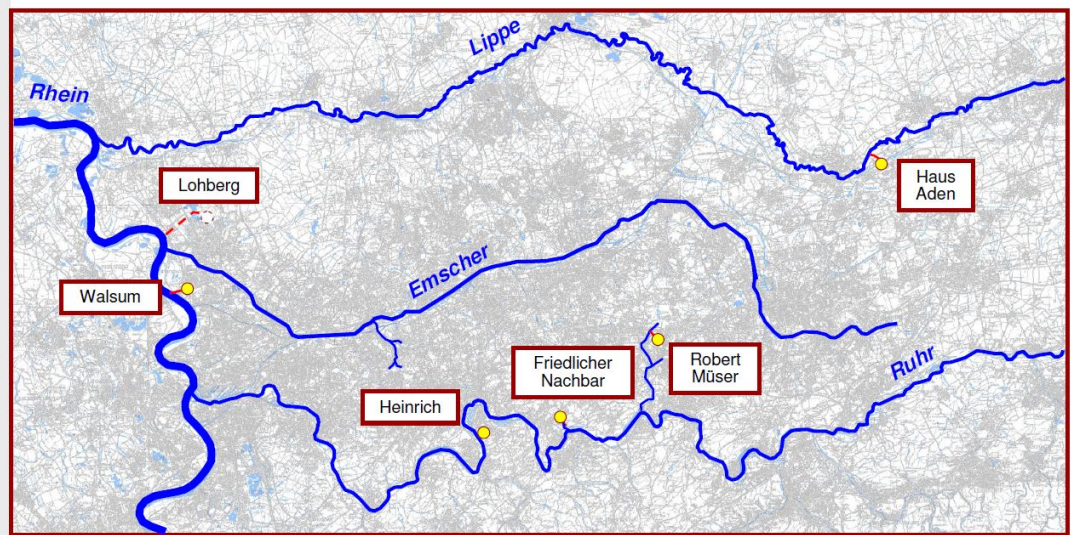 Lippe
Rhein
Lohberg
Haus
Aden
Emscher
Walsum
Friedlicher
Nachbar
Robert
Müser
Ruhr
Heinrich